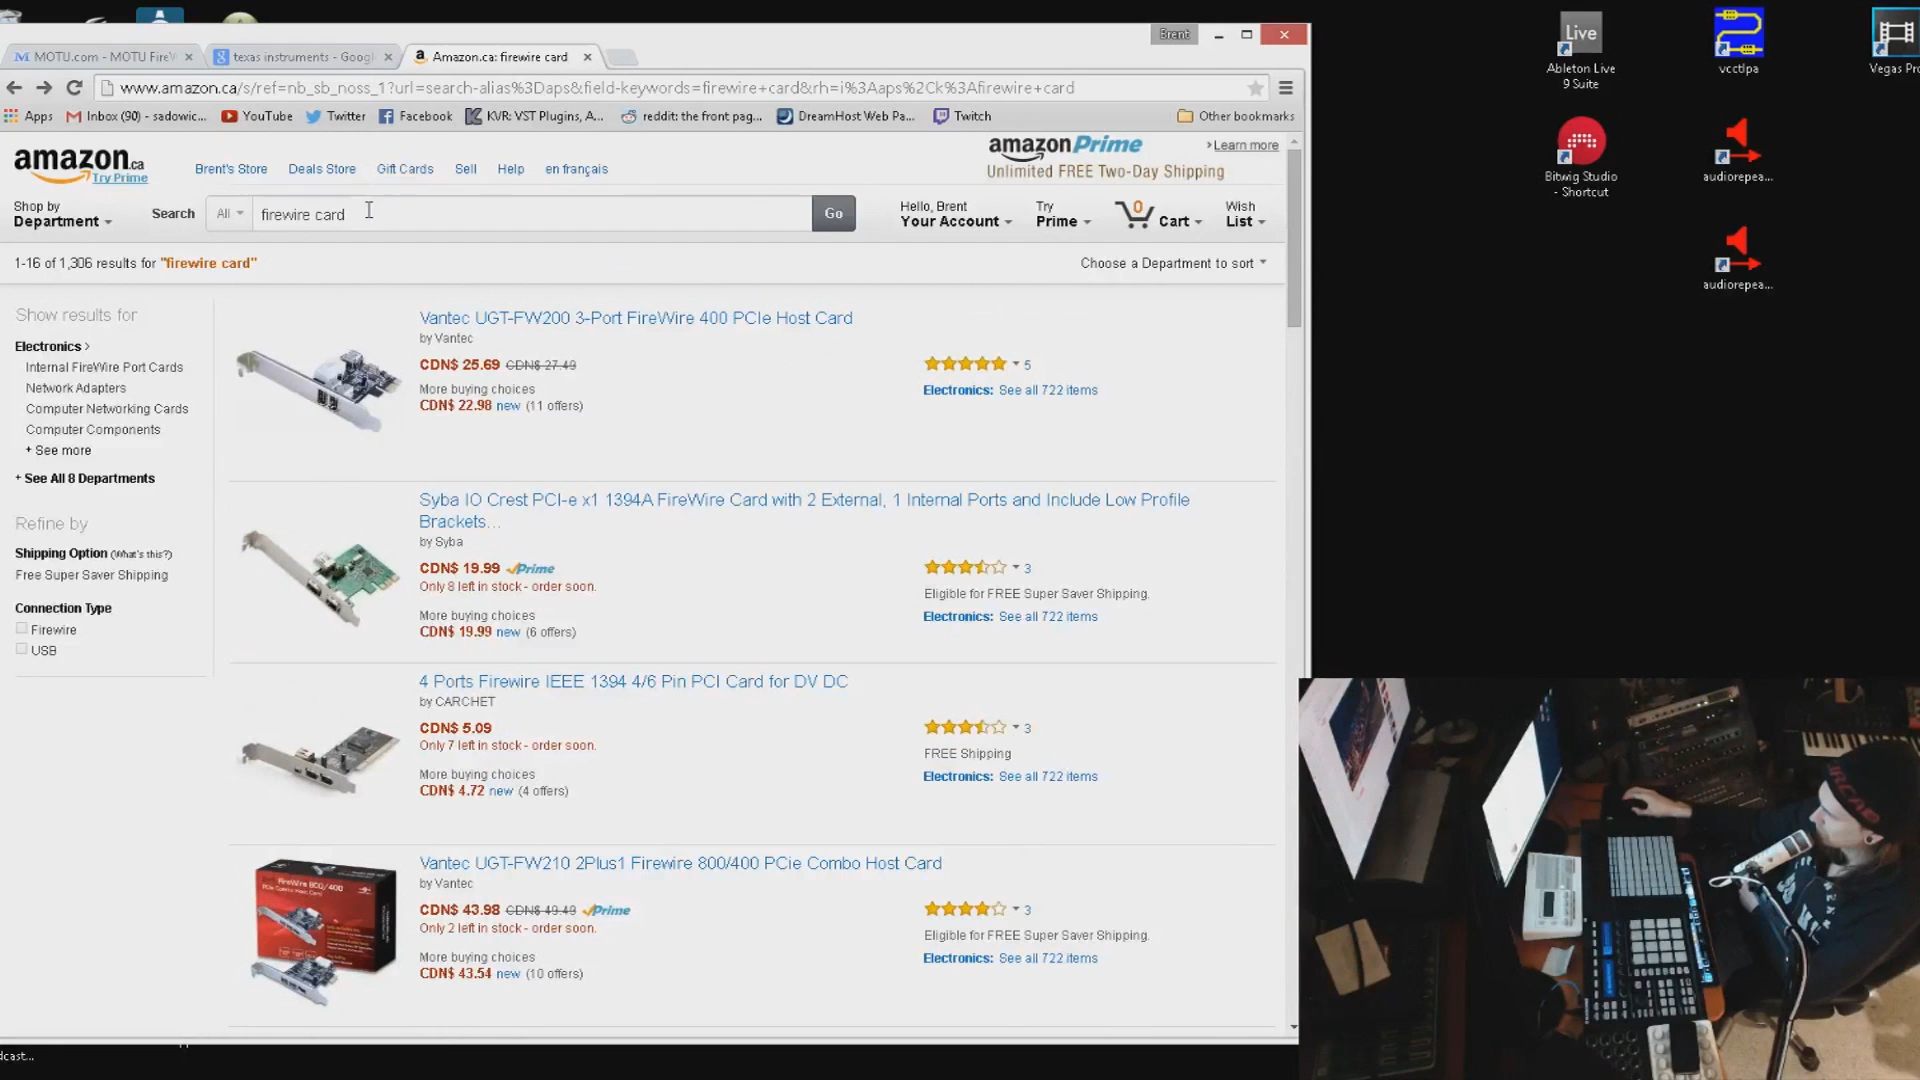 Brent
MOTU.com - MOTU FireW
texas instruments - Goog
Amazon.ca: firewire card
www.amazon.ca/s/ref=nb_sb_noss_1?url=search-alias%3Daps&field-keywords=firewire+card&rh=i%3Aaps%2Ck%3Afirewire+card
Apps
Inbox (90) - sadowic...
YouTube
Twitter
Facebook
KVR: VST Plugins, A...
reddit: the front pag...
DreamHost Web Pa...
Twitch
Other bookmarks
amazon.ca
Try Prime
Brent's Store Deals Store Gift Cards Sell Help en français
amazonPrime
Learn more
Unlimited FREE Two-Day Shipping
Shop by
Department
Search
All
firewire card
Go
Hello, Brent
Your Account
Try
Prime
0
Cart
Wish
List
1-16 of 1,306 results for "firewire card"
Choose a Department to sort
Show results for
Electronics
Internal FireWire Port Cards
Network Adapters
Computer Networking Cards
Computer Components
+ See more
+ See All 8 Departments
Refine by
Shipping Option (What's this?)
Free Super Saver Shipping
Connection Type
Firewire
USB
Vantec UGT-FW200 3-Port FireWire 400 PCIe Host Card
by Vantec
CDN$ 25.69 CDN$ 27.49
More buying choices
CDN$ 22.98 new (11 offers)
5
Electronics: See all 722 items
Syba IO Crest PCI-e x1 1394A FireWire Card with 2 External, 1 Internal Ports and Include Low Profile
Brackets...
by Syba
CDN$ 19.99 Prime
Only 8 left in stock - order soon.
More buying choices
CDN$ 19.99 new (6 offers)
3
Eligible for FREE Super Saver Shipping.
Electronics: See all 722 items
4 Ports Firewire IEEE 1394 4/6 Pin PCI Card for DV DC
by CARCHET
CDN$ 5.09
Only 7 left in stock - order soon.
More buying choices
CDN$ 4.72 new (4 offers)
3
FREE Shipping
Electronics: See all 722 items
FireWire 800/400
Vantec UGT-FW210 2Plus1 Firewire 800/400 PCie Combo Host Card
by Vantec
CDN$ 43.98 CDN$ 49.49 Prime
Only 2 left in stock - order soon.
More buying choices
CDN$ 43.54 new (10 offers)
3
Eligible for FREE Super Saver Shipping.
Electronics: See all 722 items
Live
Ableton Live
9 Suite
vcctlpa
Vegas Pro
Bitwig Studio
- Shortcut
audiorepea...
audiorepea...
dcast...